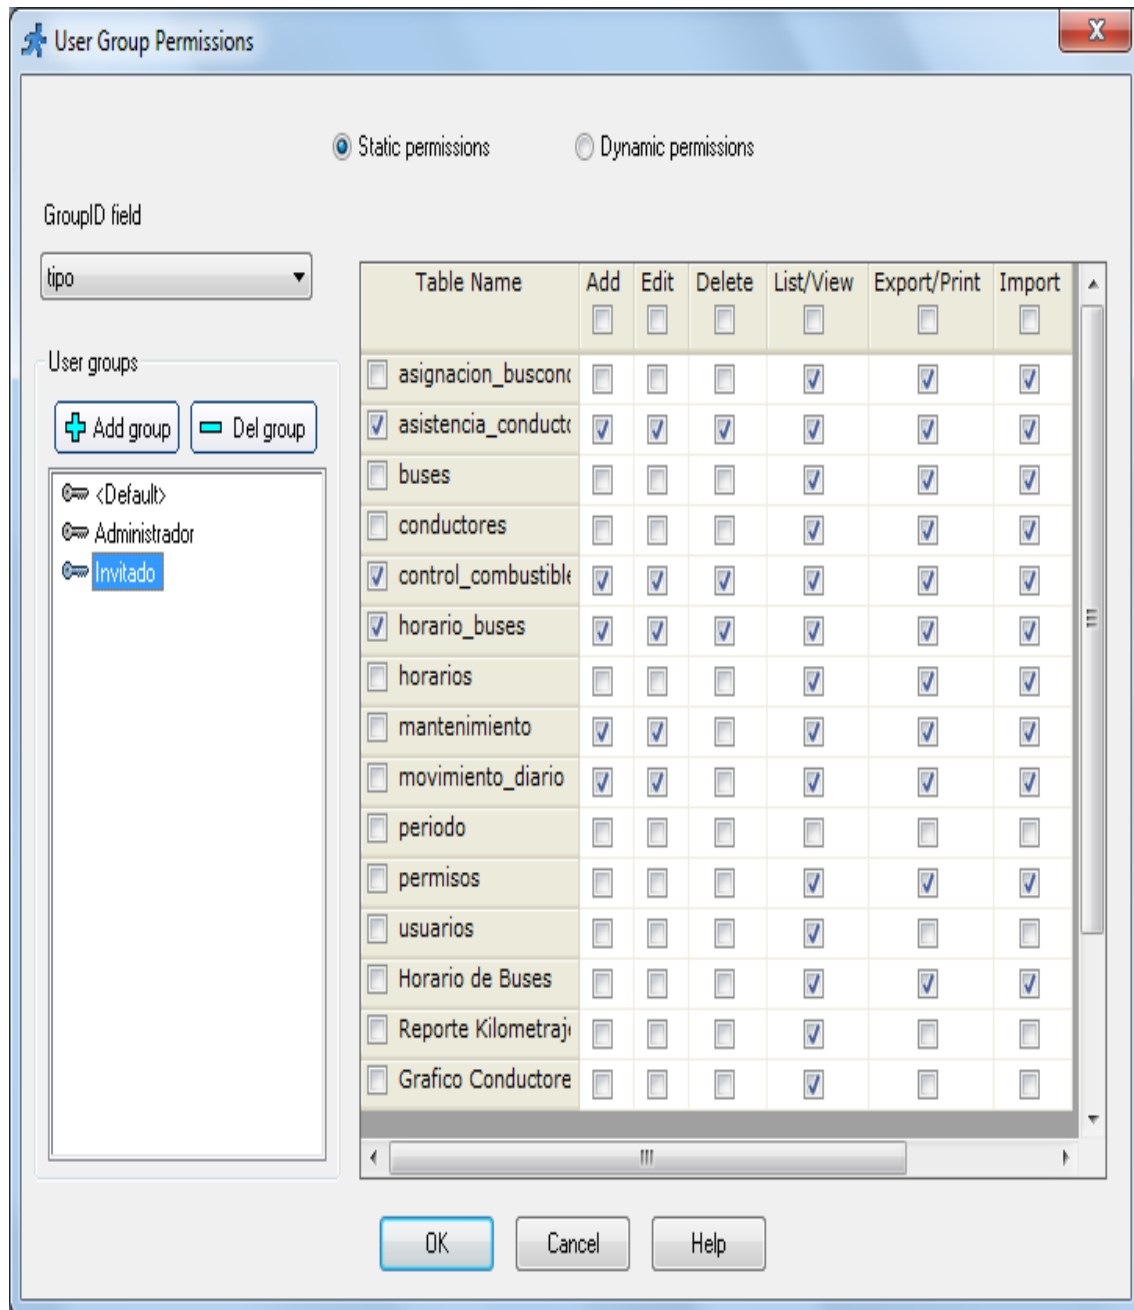 User Group Permissions
X
Static permissions Dynamic permissions
GroupID field
tipo
Table Name Add Edit Delete List/View Export/Print Import
User groups
Add group Del group
<Default>
Administrador
Invitado
asignacion_buscond
asistencia_conducto
buses
conductores
control_combustible
horario_buses
horarios
mantenimiento
movimiento_diario
periodo
permisos
usuarios
Horario de Buses
Reporte Kilometraj
Grafico Conductore
OK Cancel Help